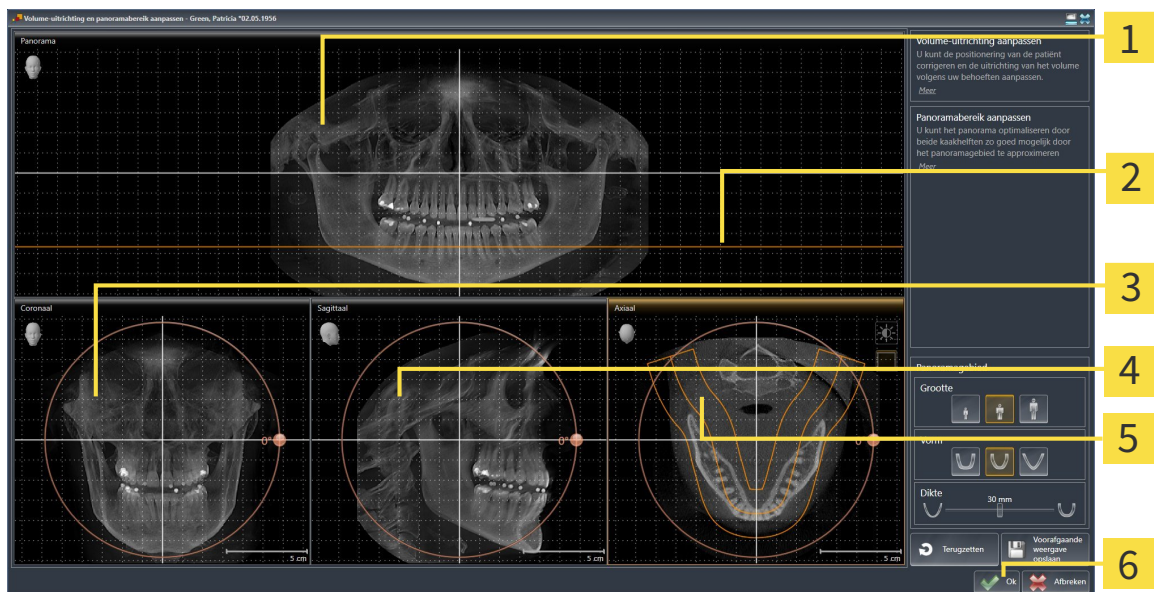 Volume-uitrichting en panoramabereik aanpassen - Green, Patricia *02.05.1956
Panorama
Volume-uitrichting aanpassen
U kunt de positionering van de patiënt
corrigeren en de uitrichting van het volume
volgens uw behoeften aanpassen.
Meer
1
Panoramabereik aanpassen
U kunt het panorama optimaliseren door
beide kaakhelften zo goed mogelijk door
het panoramagebied te approximeren
Meer
2
Coronaal
Sagittaal
Axiaal
3
Panoramagebied
4
Grootte
5
0°
0°
0
Vorm
Dikte
30 mm
5 cm
5 cm
5 cm
Terugzetten
Voorafgaande
weergave
opslaan
6
Ok
Afbreken